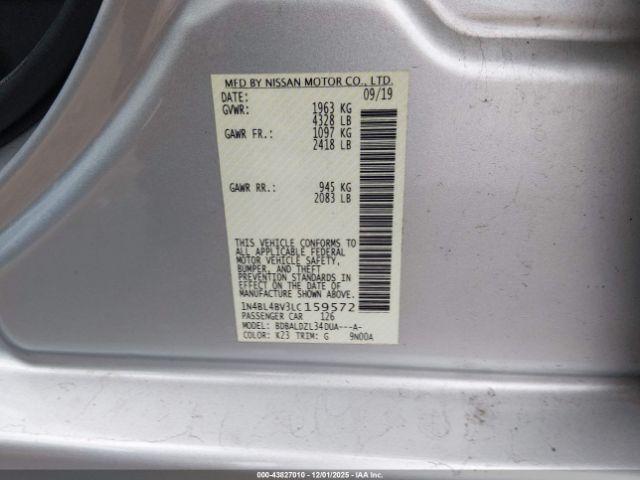 MFD BY NISSAN MOTOR CO., LTD.
DATE: 09/19
GVWR: 1963 KG
4328 LB
GAWR FR.: 1097 KG
2418 LB
GAWR RR.: 945 KG
2083 LB
THIS VEHICLE CONFORMS TO
ALL APPLICABLE FEDERAL
MOTOR VEHICLE SAFETY,
BUMPER, AND THEFT
PREVENTION STANDARDS
IN EFFECT ON THE DATE OF
MANUFACTURE SHOWN ABOVE.
1N4BL4BV3LC159572
PASSENGER CAR 126
MODEL: BDBALDZL34DUA---A-
COLOR: K23 TRIM: G 9N00A
000-43827010 - 12/01/2025 - IAA, Inc.